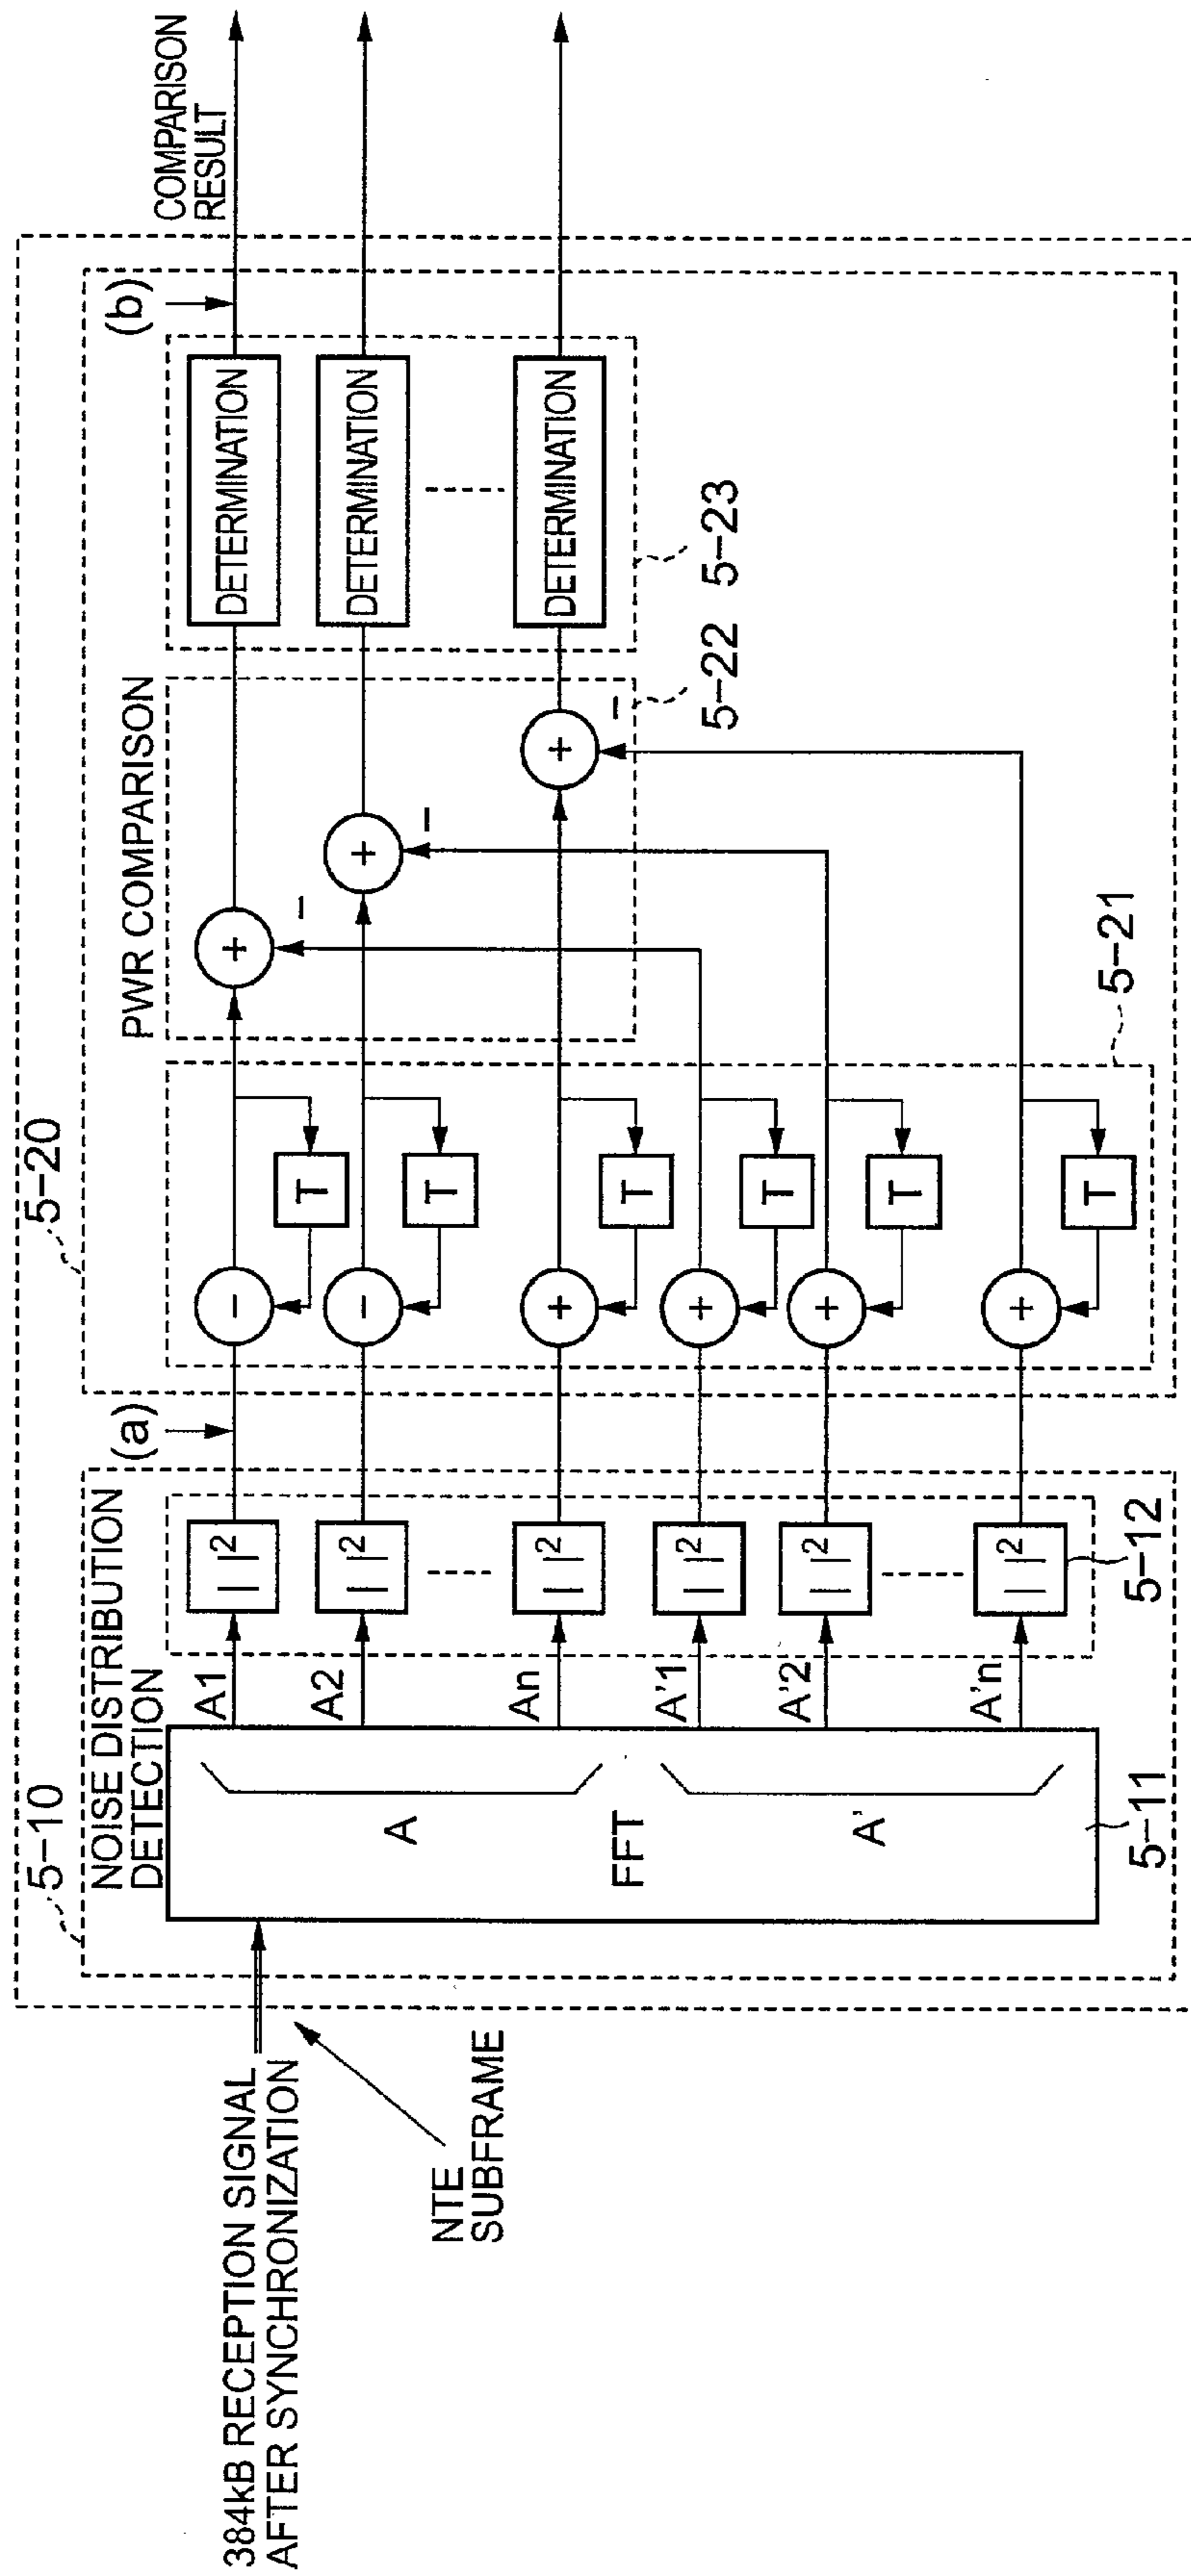 384kB RECEPTION SIGNAL
AFTER SYNCHRONIZATION
NTE
SUBFRAME
5-10
NOISE DISTRIBUTION
DETECTION
A
FFT
A'
5-11
A1
A2
An
A'1
A'2
A'n
| |²
| |²
| |²
| |²
| |²
| |²
5-12
(a)
5-20
−
−
+
+
+
+
T
T
T
T
T
T
5-21
PWR COMPARISON
+
−
+
−
+
−
5-22
DETERMINATION
DETERMINATION
DETERMINATION
5-23
(b)
COMPARISON
RESULT